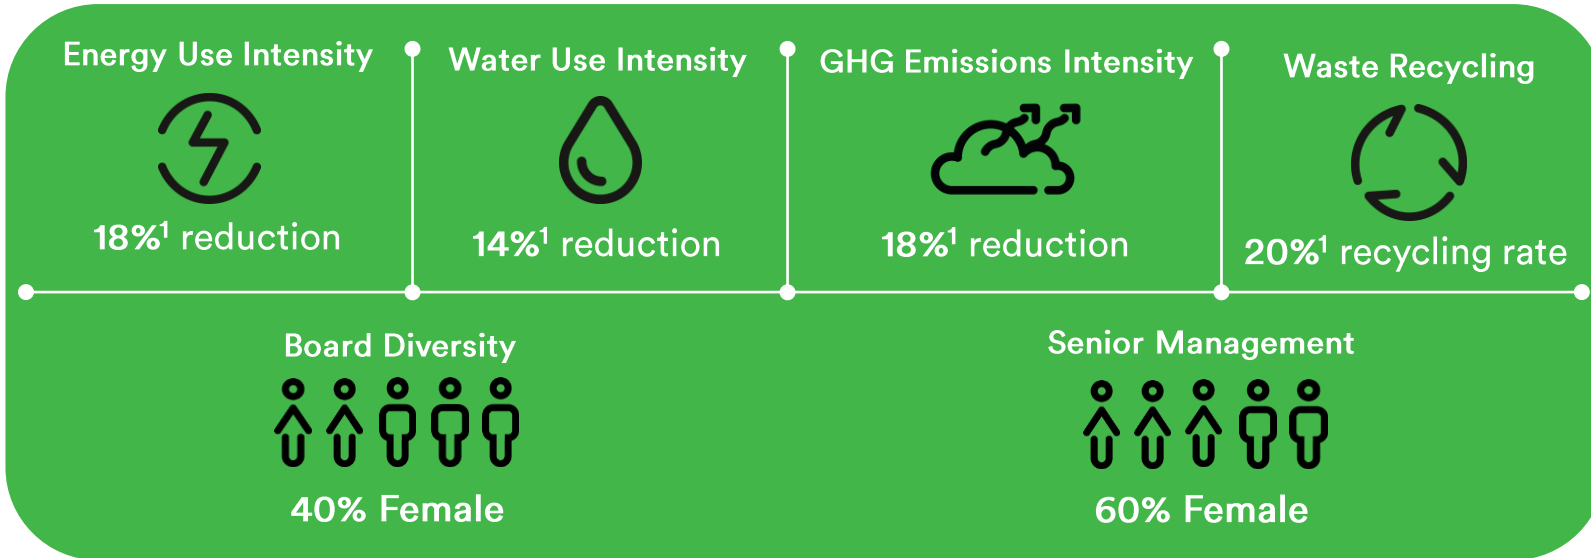 Energy Use Intensity
18%¹ reduction
Water Use Intensity
14%¹ reduction
GHG Emissions Intensity
18%¹ reduction
Waste Recycling
20%¹ recycling rate
Board Diversity
40% Female
Senior Management
60% Female